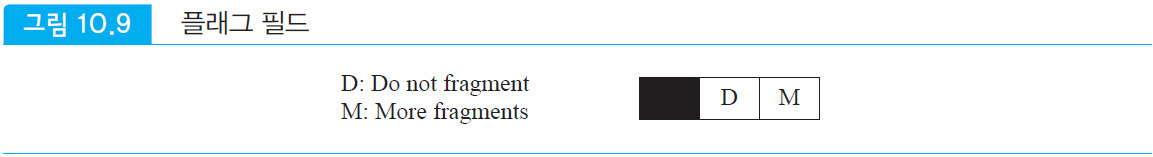 그림 10.9 플래그 필드
D: Do not fragment
M: More fragments
D M